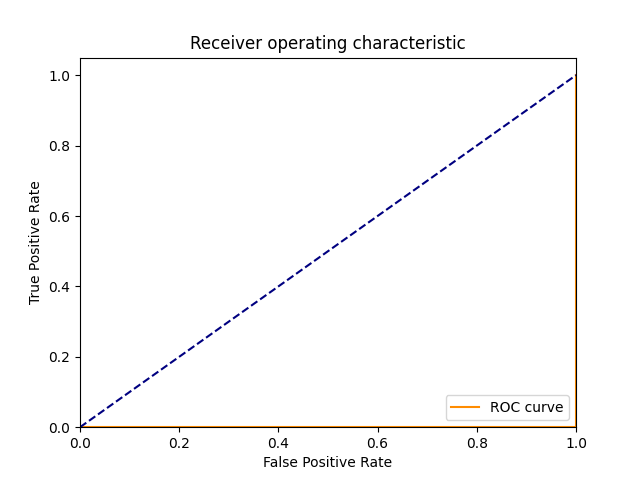 Receiver operating characteristic
1.0
0.8
0.6
0.4
0.2
0.0
True Positive Rate
0.0 0.2 0.4 0.6 0.8 1.0
False Positive Rate
ROC curve